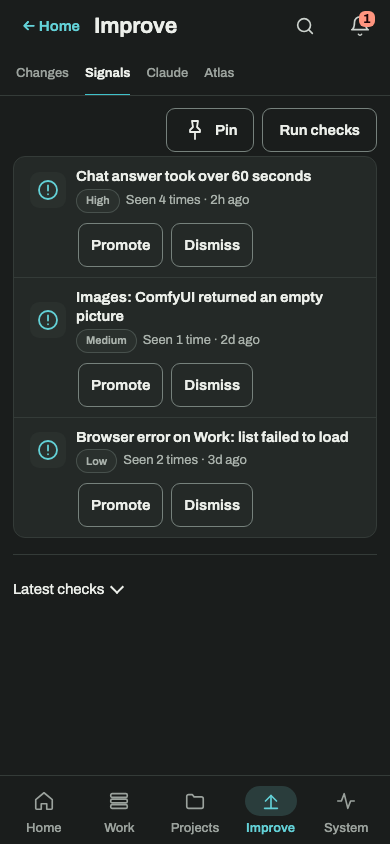 ← Home Improve 1
Changes Signals Claude Atlas
Pin Run checks
Chat answer took over 60 seconds
High Seen 4 times · 2h ago
Promote Dismiss
Images: ComfyUI returned an empty
picture
Medium Seen 1 time · 2d ago
Promote Dismiss
Browser error on Work: list failed to load
Low Seen 2 times · 3d ago
Promote Dismiss
Latest checks
Home Work Projects Improve System